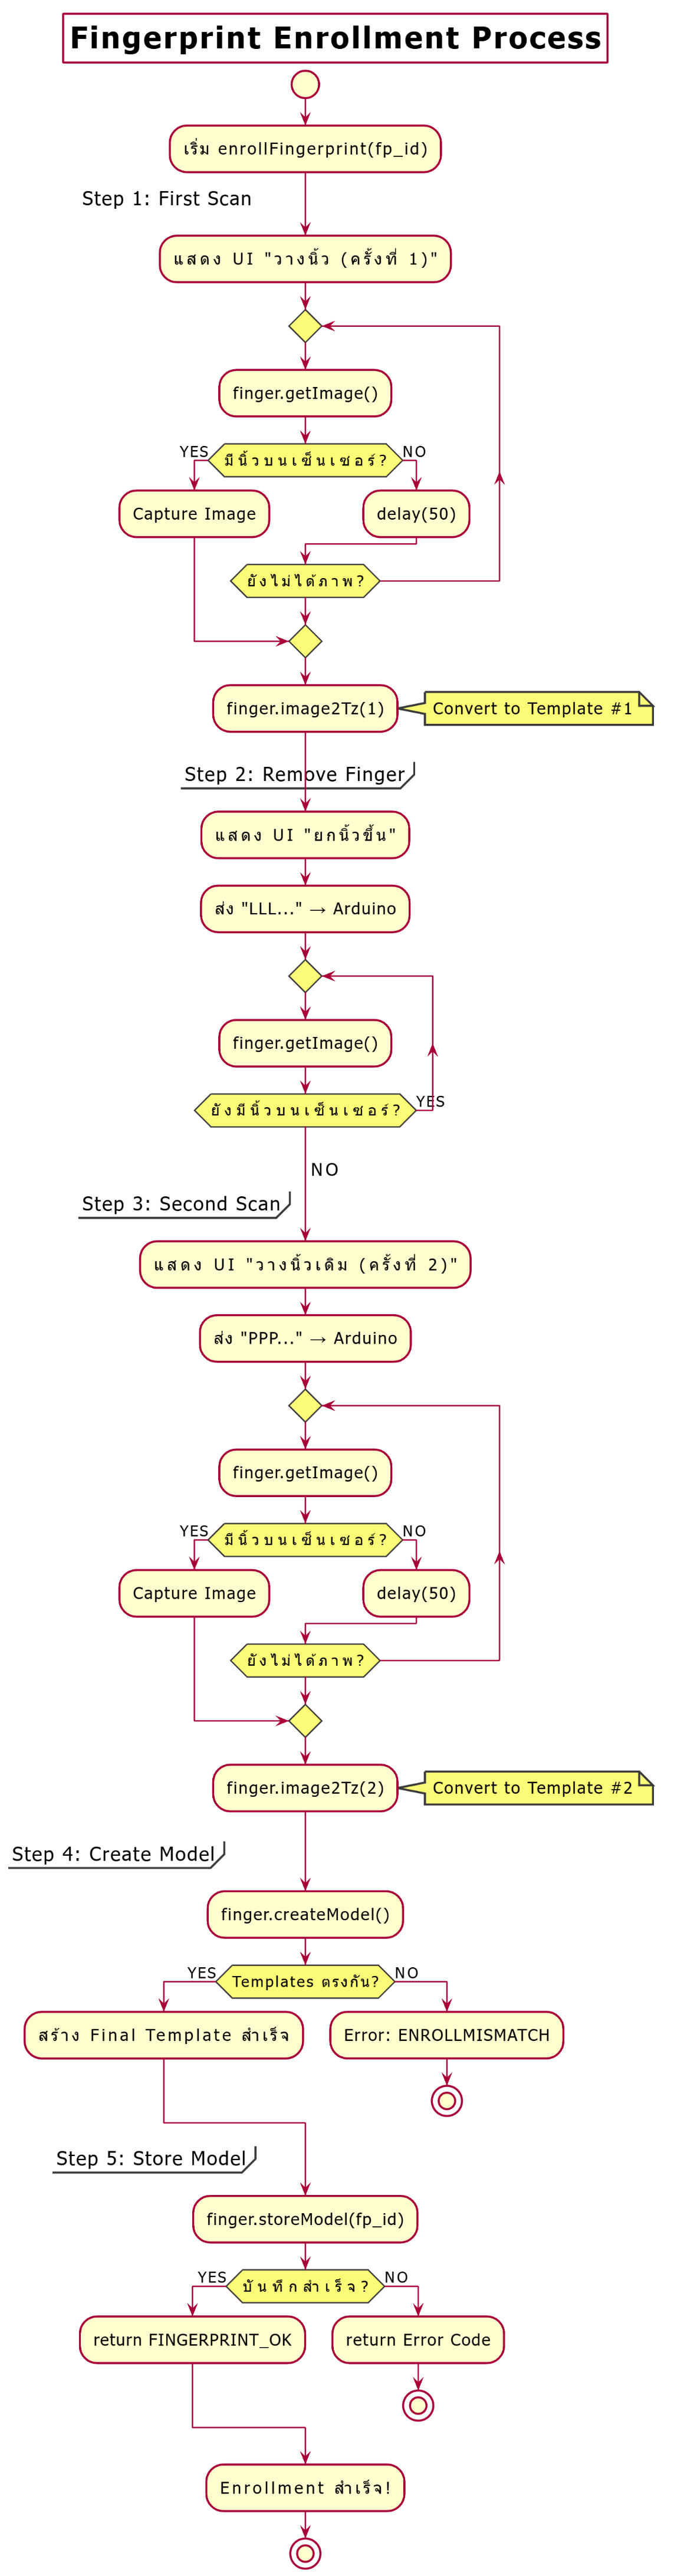 Fingerprint Enrollment Process
เริ่ม enrollFingerprint(fp_id)
Step 1: First Scan
แสดง UI "วางนิ้ว (ครั้งที่ 1)"
finger.getImage()
YES
มีนิ้วบนเซ็นเซอร์?
NO
Capture Image
delay(50)
ยังไม่ได้ภาพ?
finger.image2Tz(1)
Convert to Template #1
Step 2: Remove Finger
แสดง UI "ยกนิ้วขึ้น"
ส่ง "LLL..." → Arduino
finger.getImage()
ยังมีนิ้วบนเซ็นเซอร์?
YES
NO
Step 3: Second Scan
แสดง UI "วางนิ้วเดิม (ครั้งที่ 2)"
ส่ง "PPP..." → Arduino
finger.getImage()
YES
มีนิ้วบนเซ็นเซอร์?
NO
Capture Image
delay(50)
ยังไม่ได้ภาพ?
finger.image2Tz(2)
Convert to Template #2
Step 4: Create Model
finger.createModel()
YES
Templates ตรงกัน?
NO
สร้าง Final Template สำเร็จ
Error: ENROLLMISMATCH
Step 5: Store Model
finger.storeModel(fp_id)
YES
บันทึกสำเร็จ?
NO
return FINGERPRINT_OK
return Error Code
Enrollment สำเร็จ!